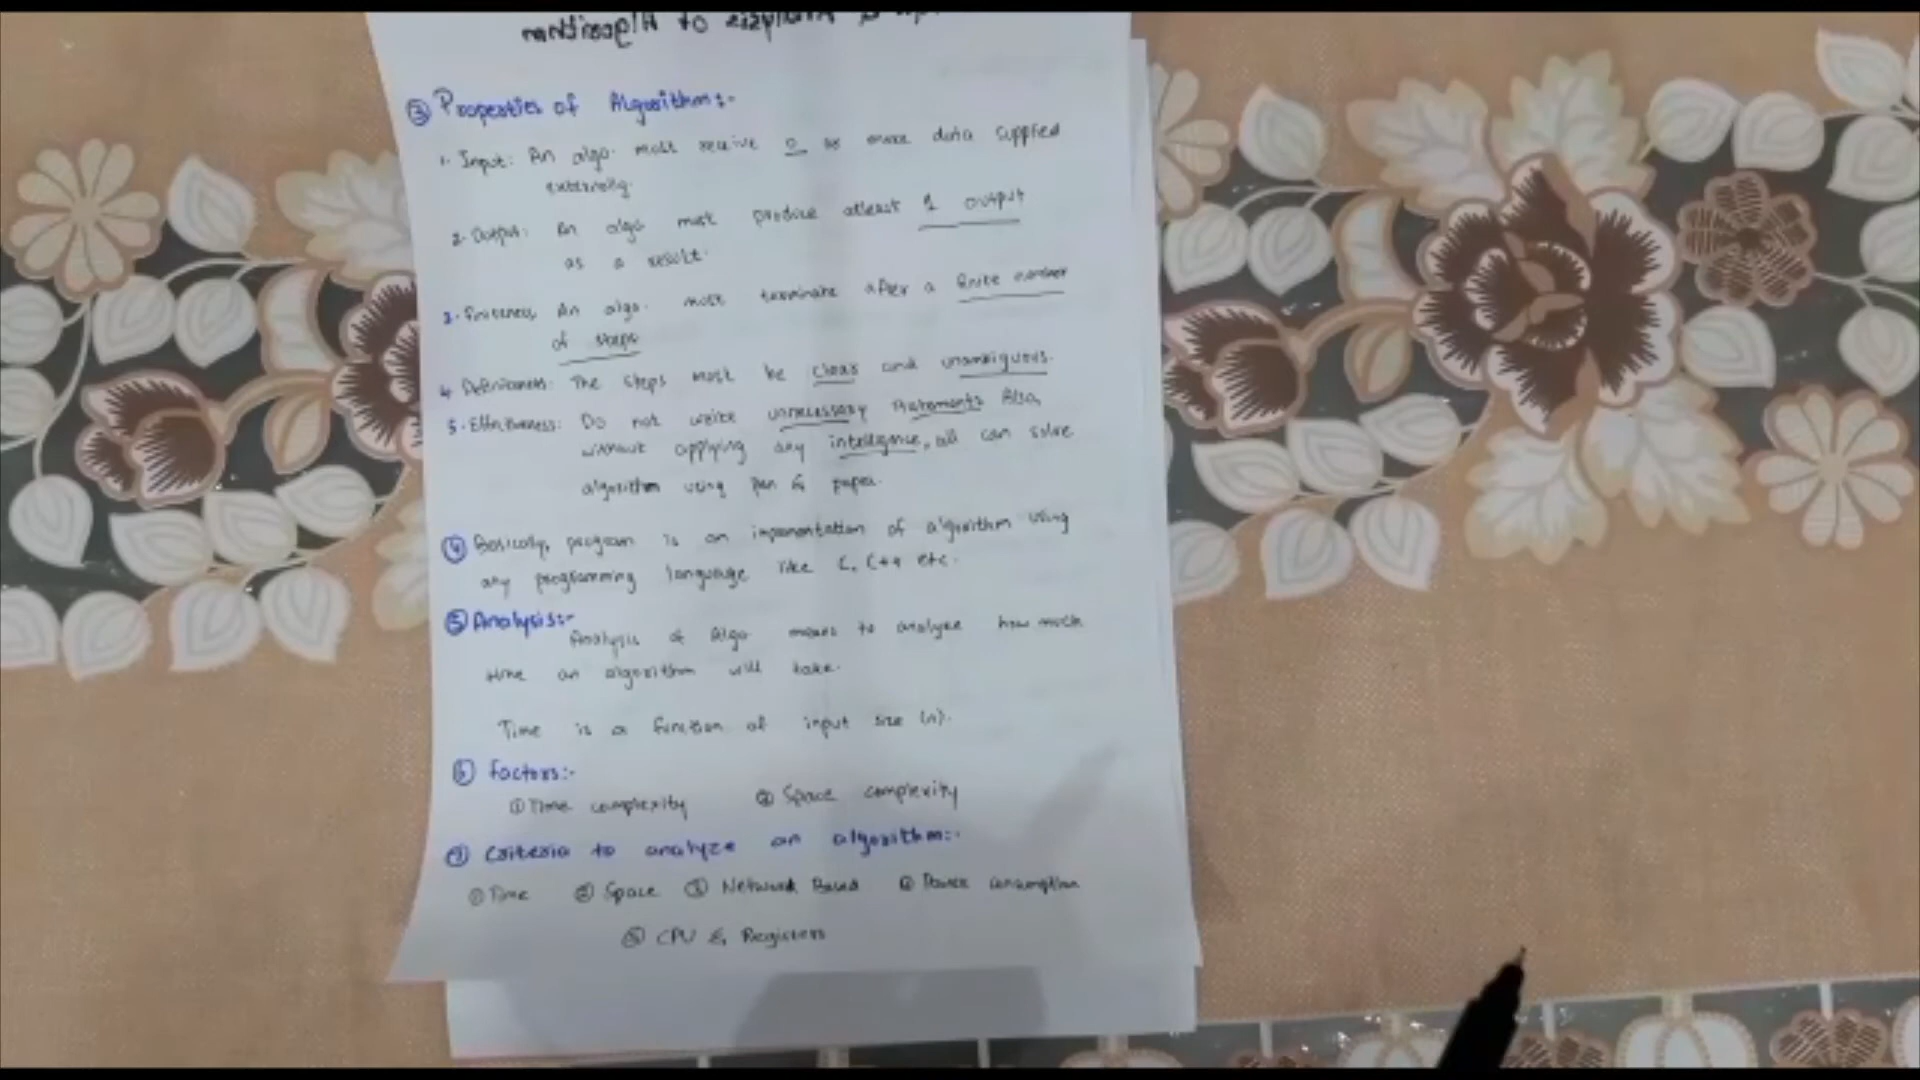 & Analysis of Algorithm
③ Properties of Algorithm:-
1. Input: An algo. must receive 0 or more data supplied
externally.
2. Output: An algo must produce atleast 1 output
as a result.
3. Finiteness An algo. must terminate after a finite number
of steps
4. Definiteness: The steps must be clear and unambiguous.
5. Effectiveness: Do not write unnecessary statements Also,
without applying any intelligence, all can solve
algorithm using Pen & paper.
④ Basically, program is an impementation of algorithm using
any programming language like C, C++ etc.
⑤ Analysis:-
Analysis of Algo means to analyze how much
time an algorithm will take.
Time is a function of input size (n).
⑥ Factors:-
① Time complexity ② Space complexity
⑦ Criteria to analyze an algorithm:-
① Time ② Space ③ Network Based ④ Power consumption
⑤ CPU & Registers